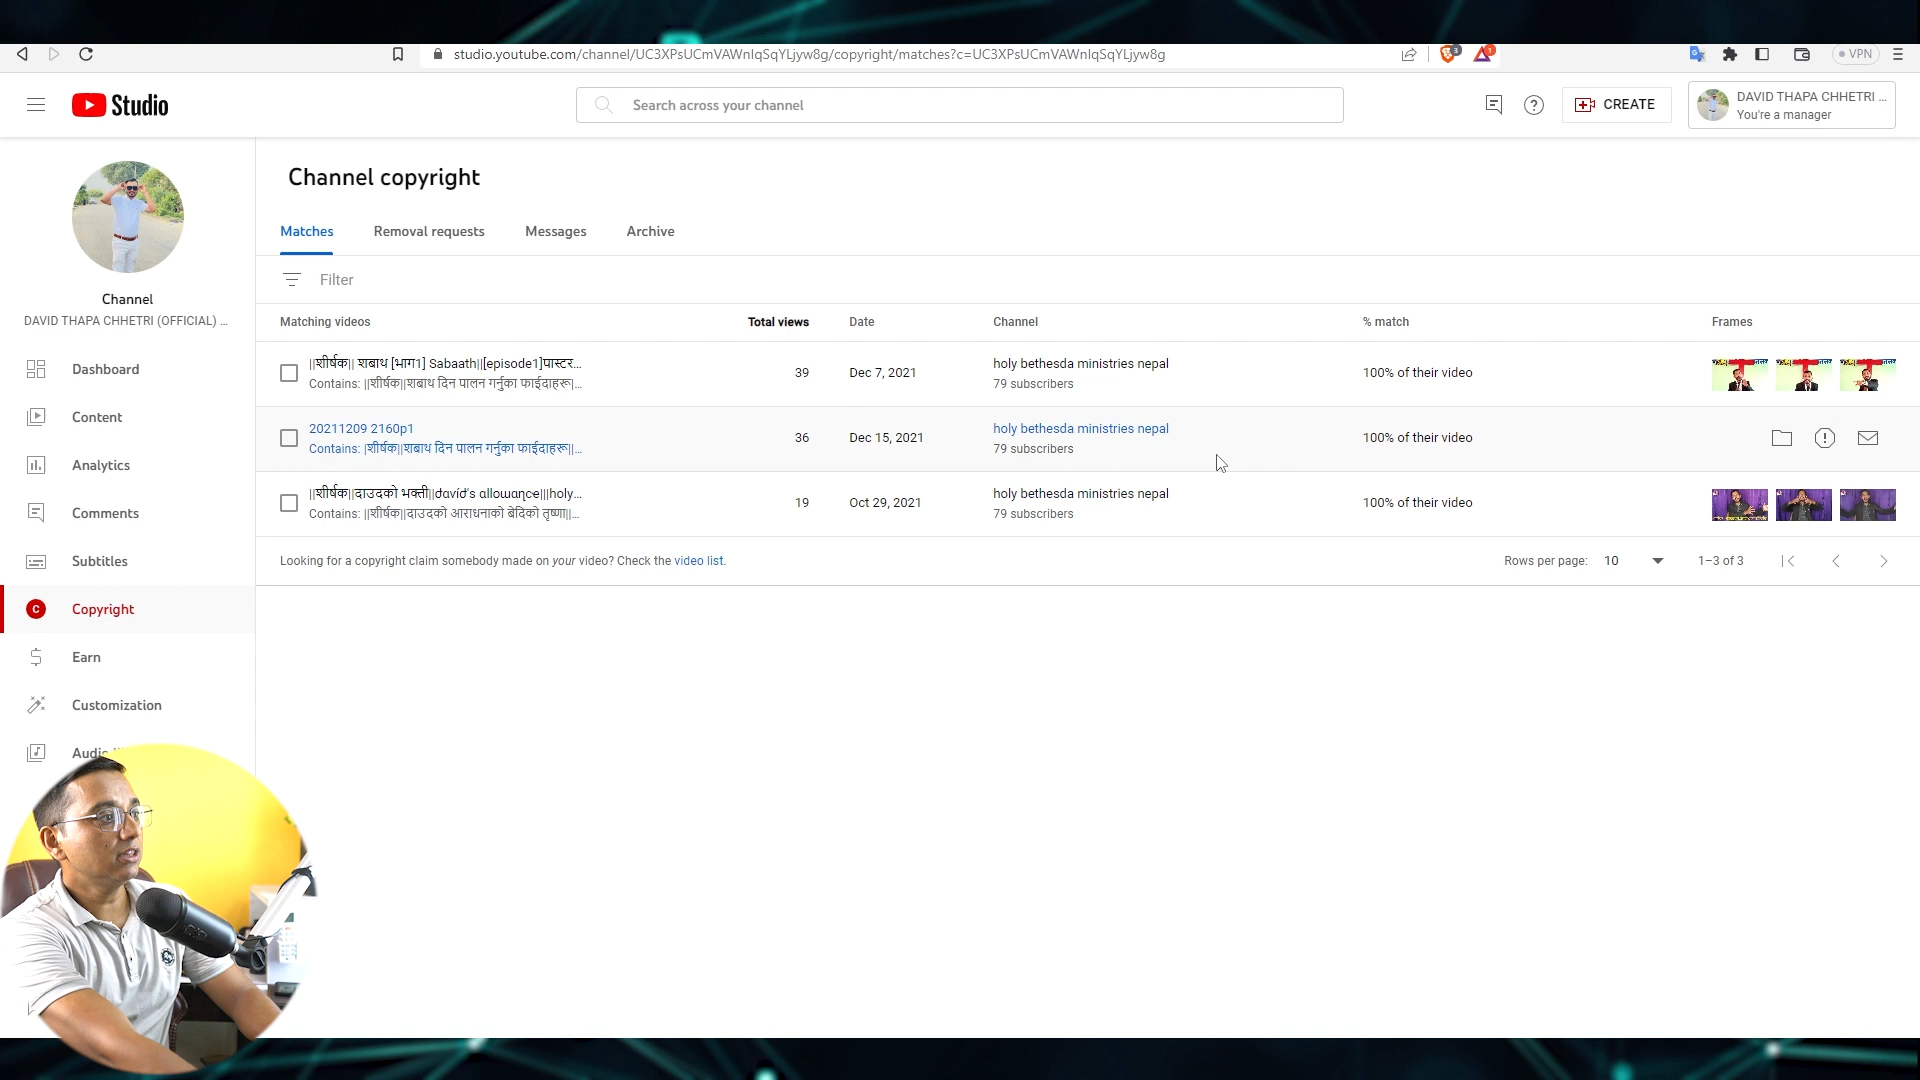 studio.youtube.com/channel/UC3XPsUCmVAWnIqSqYLjyw8g/copyright/matches?c=UC3XPsUCmVAWnIqSqYLjyw8g
3
1
VPN
Studio
Search across your channel
CREATE
DAVID THAPA CHHETRI ...
You're a manager
Channel
DAVID THAPA CHHETRI (OFFICIAL) ...
Dashboard
Content
Analytics
Comments
Subtitles
Copyright
Earn
Customization
Audio
Channel copyright
Matches
Removal requests
Messages
Archive
Filter
Matching videos
Total views
Date
Channel
% match
Frames
||शीर्षक|| शबाथ [भाग1] Sabaath||[episode1]पास्टर...
Contains: ||शीर्षक||शबाथ दिन पालन गर्नुका फाईदाहरू|...
39
Dec 7, 2021
holy bethesda ministries nepal
79 subscribers
100% of their video
20211209 2160p1
Contains: |शीर्षक||शबाथ दिन पालन गर्नुका फाईदाहरू||...
36
Dec 15, 2021
holy bethesda ministries nepal
79 subscribers
100% of their video
||शीर्षक||दाउदको भक्ती||david's allowance|||holy...
Contains: ||शीर्षक||दाउदको आराधनाको बेदिको तृष्णा||...
19
Oct 29, 2021
holy bethesda ministries nepal
79 subscribers
100% of their video
Looking for a copyright claim somebody made on your video? Check the video list.
Rows per page: 10
1–3 of 3